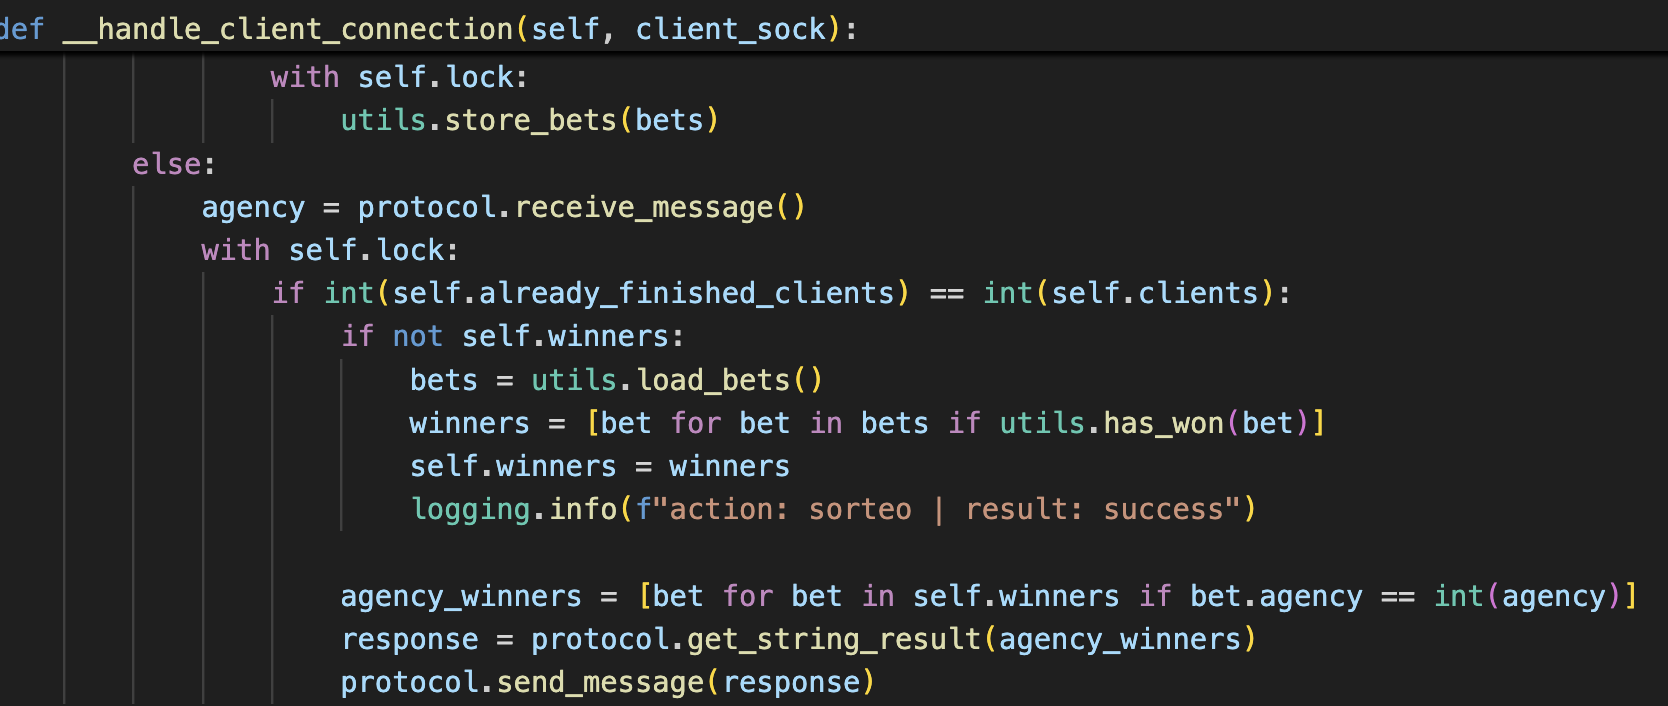 def __handle_client_connection(self, client_sock):
with self.lock:
utils.store_bets(bets)
else:
agency = protocol.receive_message()
with self.lock:
if int(self.already_finished_clients) == int(self.clients):
if not self.winners:
bets = utils.load_bets()
winners = [bet for bet in bets if utils.has_won(bet)]
self.winners = winners
logging.info(f"action: sorteo | result: success")
agency_winners = [bet for bet in self.winners if bet.agency == int(agency)]
response = protocol.get_string_result(agency_winners)
protocol.send_message(response)